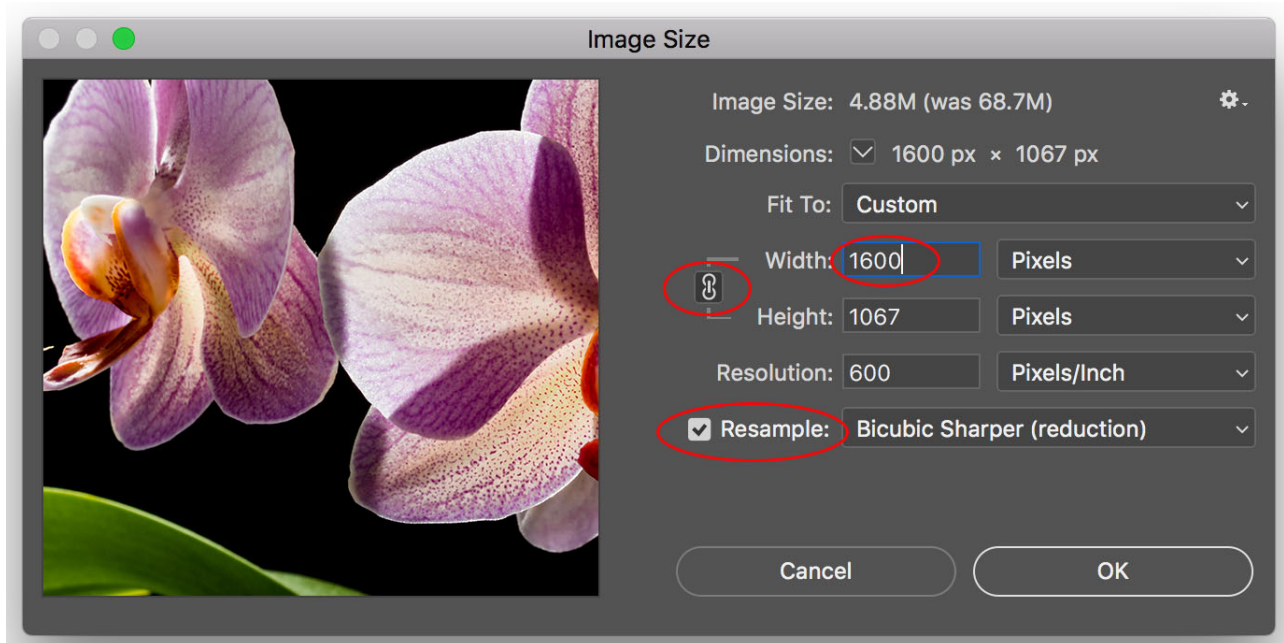 Image Size
Image Size: 4.88M (was 68.7M)
Dimensions: 1600 px × 1067 px
Fit To: Custom
Width: 1600 Pixels
Height: 1067 Pixels
Resolution: 600 Pixels/Inch
Resample: Bicubic Sharper (reduction)
Cancel OK